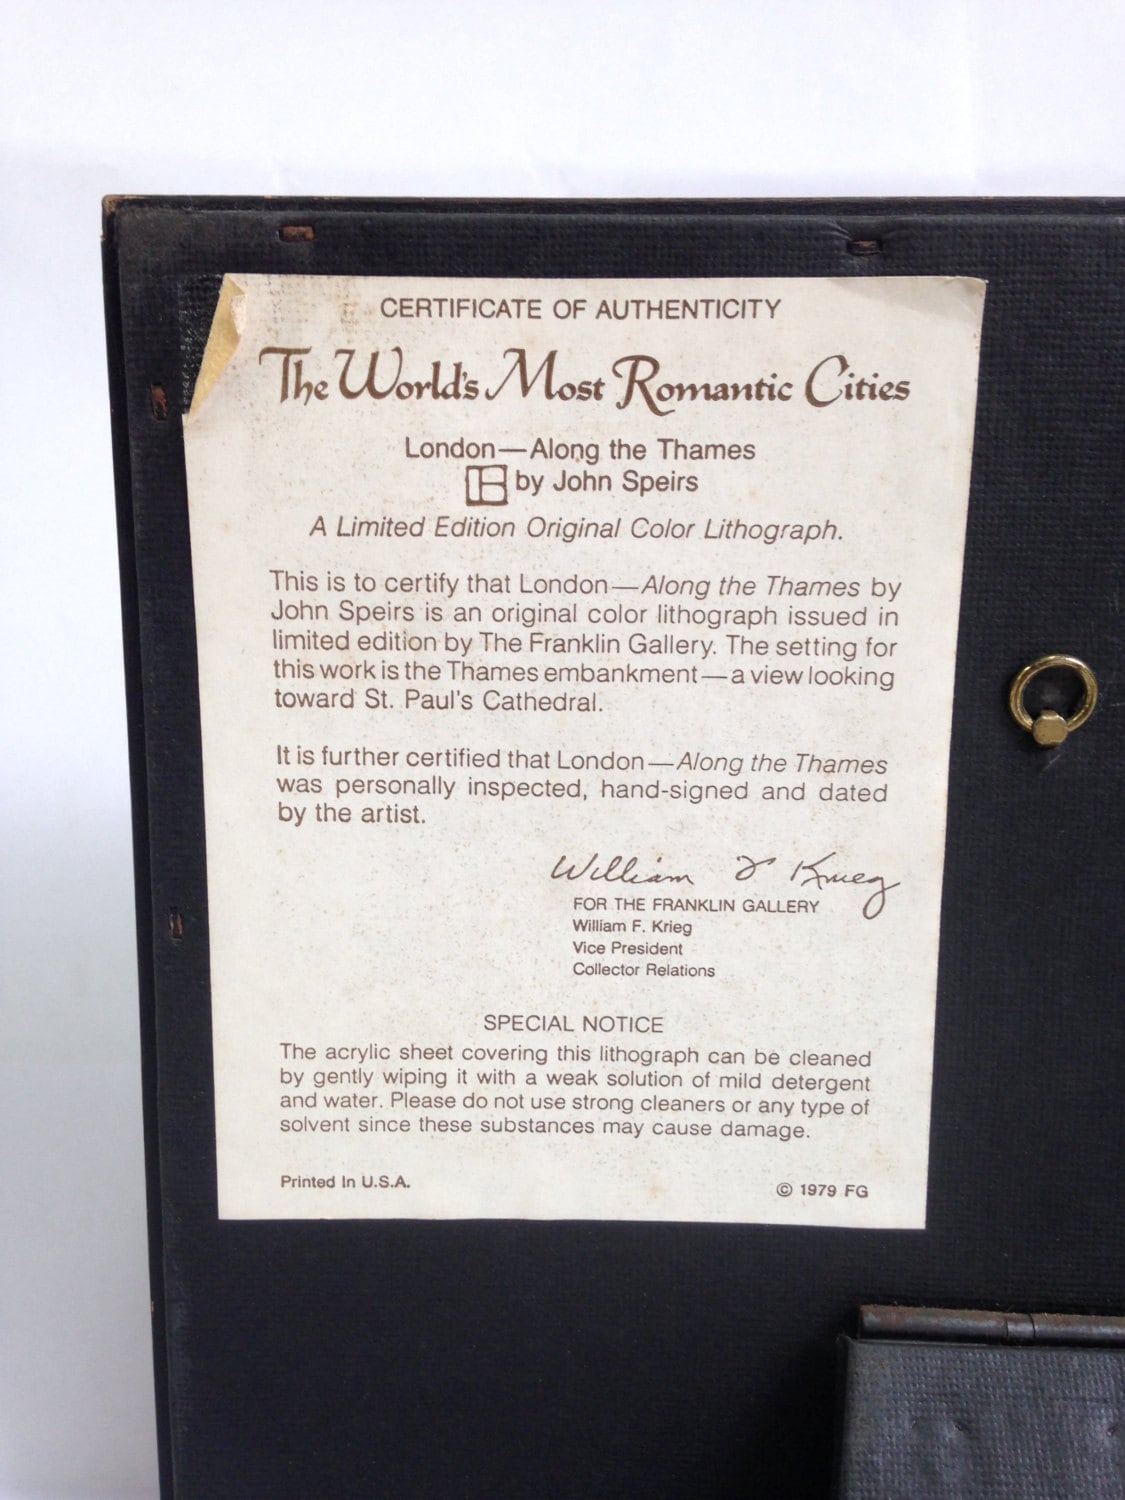 CERTIFICATE OF AUTHENTICITY
The World's Most Romantic Cities
London—Along the Thames
by John Speirs
A Limited Edition Original Color Lithograph.
This is to certify that London—Along the Thames by
John Speirs is an original color lithograph issued in
limited edition by The Franklin Gallery. The setting for
this work is the Thames embankment—a view looking
toward St. Paul's Cathedral.
It is further certified that London—Along the Thames
was personally inspected, hand-signed and dated
by the artist.
William F Krieg
FOR THE FRANKLIN GALLERY
William F. Krieg
Vice President
Collector Relations
SPECIAL NOTICE
The acrylic sheet covering this lithograph can be cleaned
by gently wiping it with a weak solution of mild detergent
and water. Please do not use strong cleaners or any type of
solvent since these substances may cause damage.
Printed In U.S.A.
© 1979 FG